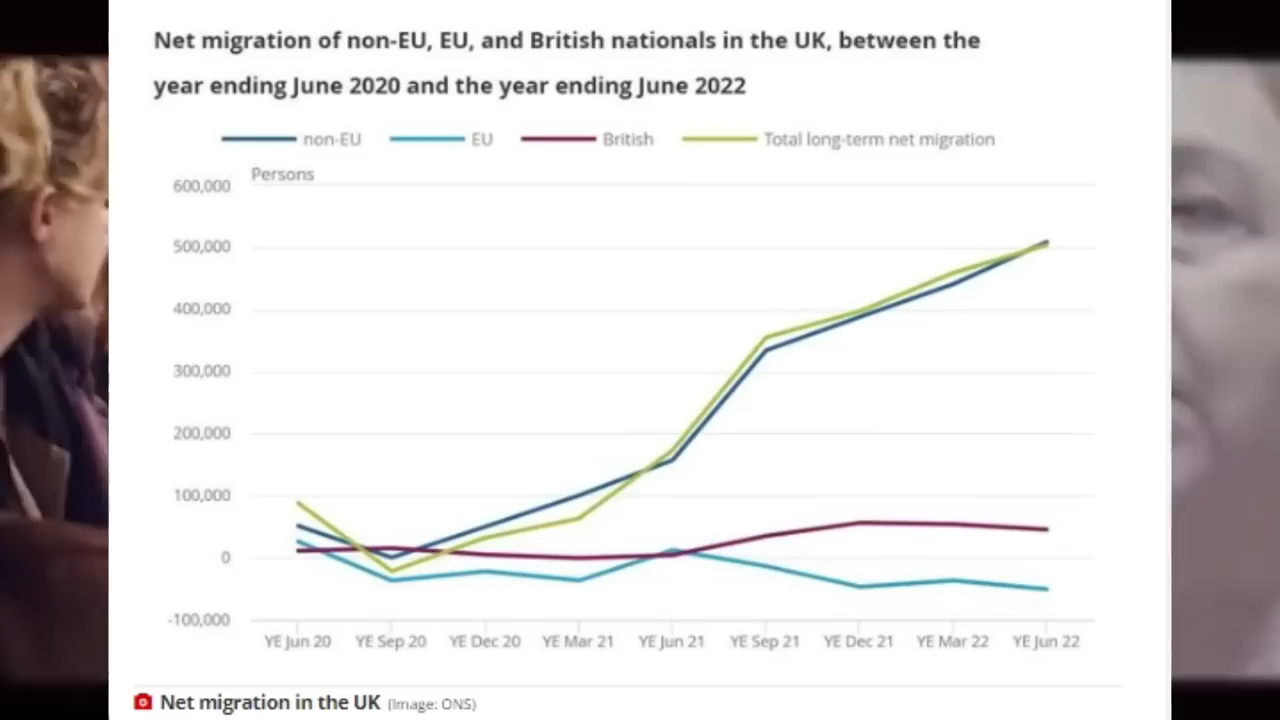 Net migration of non-EU, EU, and British nationals in the UK, between the
year ending June 2020 and the year ending June 2022
non-EU EU British Total long-term net migration
Persons
600,000
500,000
400,000
300,000
200,000
100,000
0
-100,000
YE Jun 20 YE Sep 20 YE Dec 20 YE Mar 21 YE Jun 21 YE Sep 21 YE Dec 21 YE Mar 22 YE Jun 22
Net migration in the UK (Image: ONS)